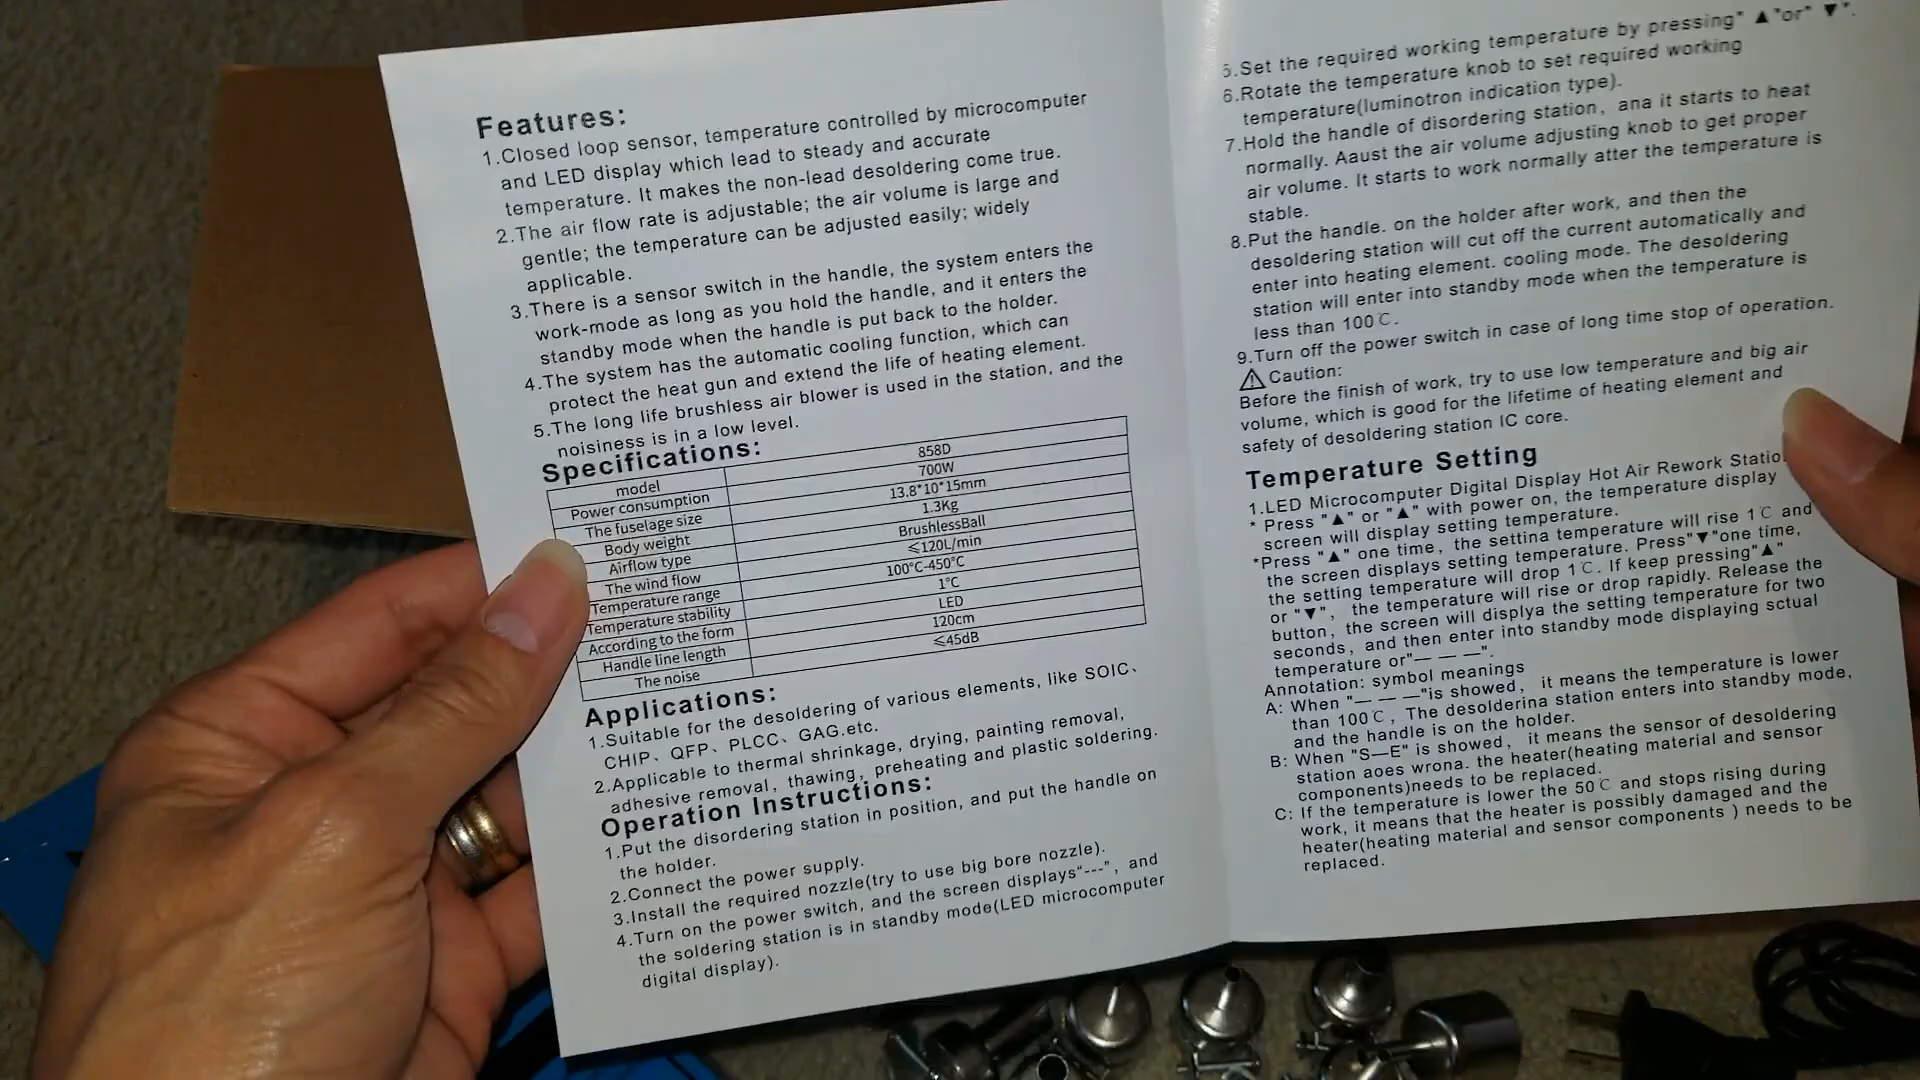 Features:
1.Closed loop sensor, temperature controlled by microcomputer
and LED display which lead to steady and accurate
temperature. It makes the non-lead desoldering come true.
2.The air flow rate is adjustable; the air volume is large and
gentle; the temperature can be adjusted easily; widely
applicable.
3.There is a sensor switch in the handle, the system enters the
work-mode as long as you hold the handle, and it enters the
standby mode when the handle is put back to the holder.
4.The system has the automatic cooling function, which can
protect the heat gun and extend the life of heating element.
5.The long life brushless air blower is used in the station, and the
noisiness is in a low level.
Specifications:
model 858D
Power consumption 700W
The fuselage size 13.8*10*15mm
Body weight 1.3Kg
Airflow type BrushlessBall
The wind flow ≤120L/min
Temperature range 100°C-450°C
Temperature stability 1°C
According to the form LED
Handle line length 120cm
The noise ≤45dB
Applications:
1.Suitable for the desoldering of various elements, like SOIC、
CHIP、QFP、PLCC、GAG.etc.
2.Applicable to thermal shrinkage, drying, painting removal,
adhesive removal, thawing, preheating and plastic soldering.
Operation Instructions:
1.Put the disordering station in position, and put the handle on
the holder.
2.Connect the power supply.
3.Install the required nozzle(try to use big bore nozzle).
4.Turn on the power switch, and the screen displays"---", and
the soldering station is in standby mode(LED microcomputer
digital display).
5.Set the required working temperature by pressing" ▲"or" ▼".
6.Rotate the temperature knob to set required working
temperature(luminotron indication type).
7.Hold the handle of disordering station, ana it starts to heat
normally. Aaust the air volume adjusting knob to get proper
air volume. It starts to work normally atter the temperature is
stable.
8.Put the handle. on the holder after work, and then the
desoldering station will cut off the current automatically and
enter into heating element. cooling mode. The desoldering
station will enter into standby mode when the temperature is
less than 100℃.
9.Turn off the power switch in case of long time stop of operation.
⚠ Caution:
Before the finish of work, try to use low temperature and big air
volume, which is good for the lifetime of heating element and
safety of desoldering station IC core.
Temperature Setting
1.LED Microcomputer Digital Display Hot Air Rework Statio
* Press "▲" or "▲" with power on, the temperature display
screen will display setting temperature.
*Press "▲" one time, the settina temperature will rise 1℃ and
the screen displays setting temperature. Press"▼"one time,
the setting temperature will drop 1℃. If keep pressing"▲"
or "▼", the temperature will rise or drop rapidly. Release the
button, the screen will displya the setting temperature for two
seconds, and then enter into standby mode displaying sctual
temperature or"— — —".
Annotation: symbol meanings
A: When "— — —"is showed, it means the temperature is lower
than 100℃, The desolderina station enters into standby mode,
and the handle is on the holder.
B: When "S—E" is showed, it means the sensor of desoldering
station aoes wrona. the heater(heating material and sensor
components)needs to be replaced.
C: If the temperature is lower the 50℃ and stops rising during
work, it means that the heater is possibly damaged and the
heater(heating material and sensor components ) needs to be
replaced.